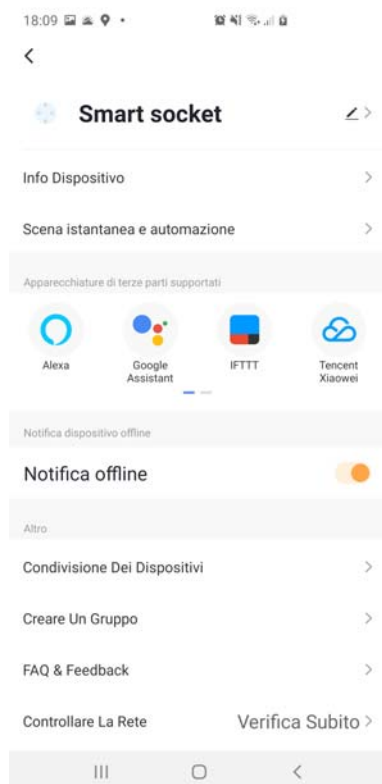 18:09
Smart socket
Info Dispositivo
Scena istantanea e automazione
Apparecchiature di terze parti supportati
Alexa
Google
Assistant
IFTTT
Tencent
Xiaowei
Notifica dispositivo offline
Notifica offline
Altro
Condivisione Dei Dispositivi
Creare Un Gruppo
FAQ & Feedback
Controllare La Rete Verifica Subito